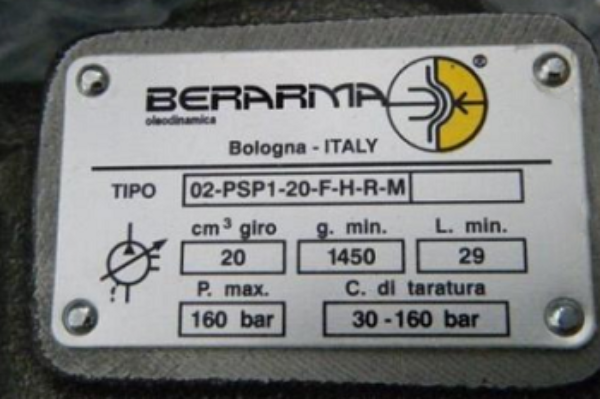 BERARMA ®
oleodinamica
Bologna - ITALY
TIPO 02-PSP1-20-F-H-R-M
cm³ giro g. min. L. min.
20 1450 29
P. max. C. di taratura
160 bar 30-160 bar